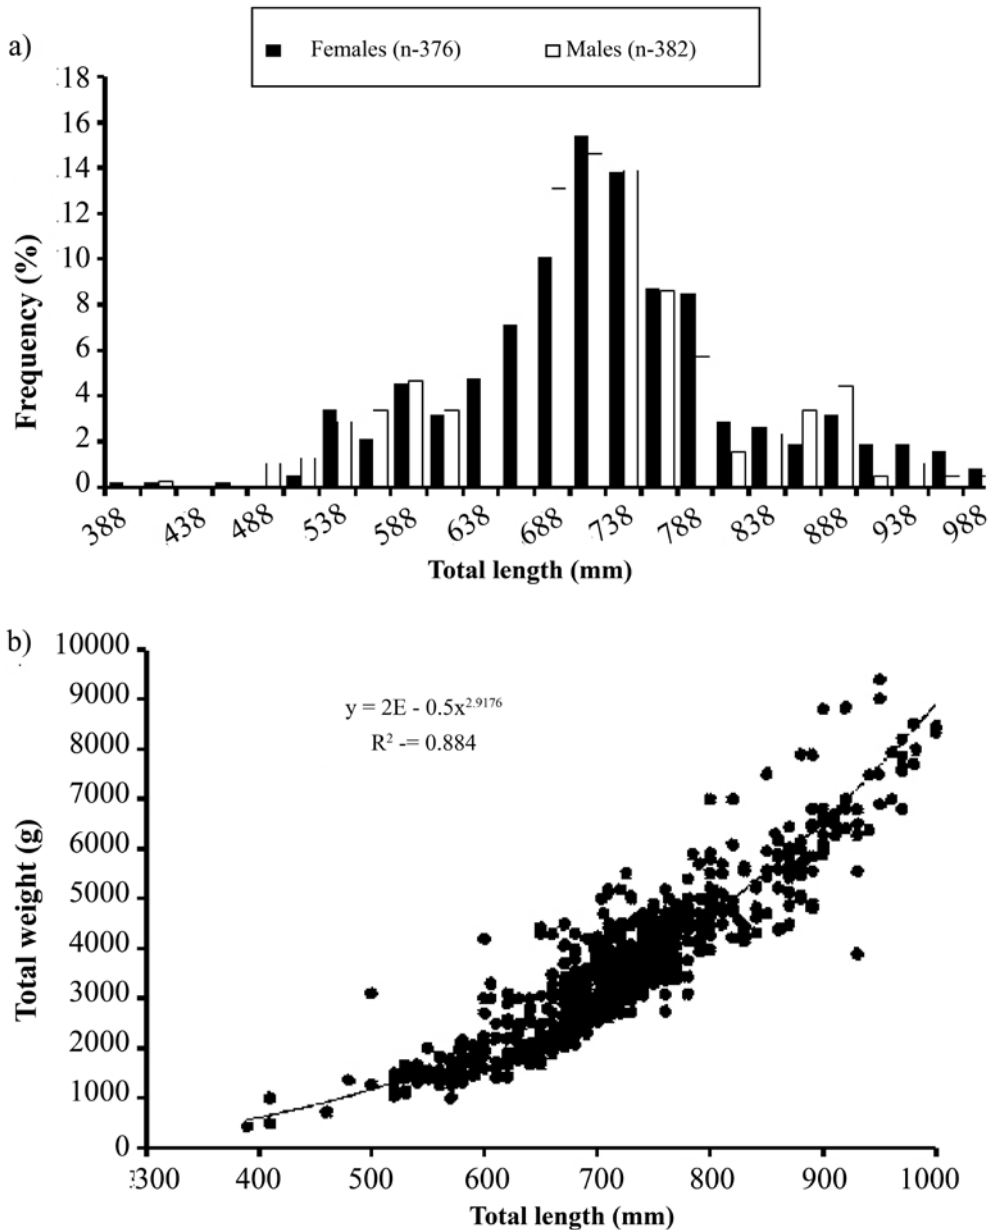 a)
Females (n-376) Males (n-382)
18
16
14
12
10
8
6
4
2
0
Frequency (%)
388 438 488 538 588 638 688 738 788 838 888 938 988
Total length (mm)
b)
10000
9000
8000
7000
6000
5000
4000
3000
2000
1000
0
y = 2E - 0.5x^2.9176
R² -= 0.884
Total weight (g)
300 400 500 600 700 800 900 1000
Total length (mm)